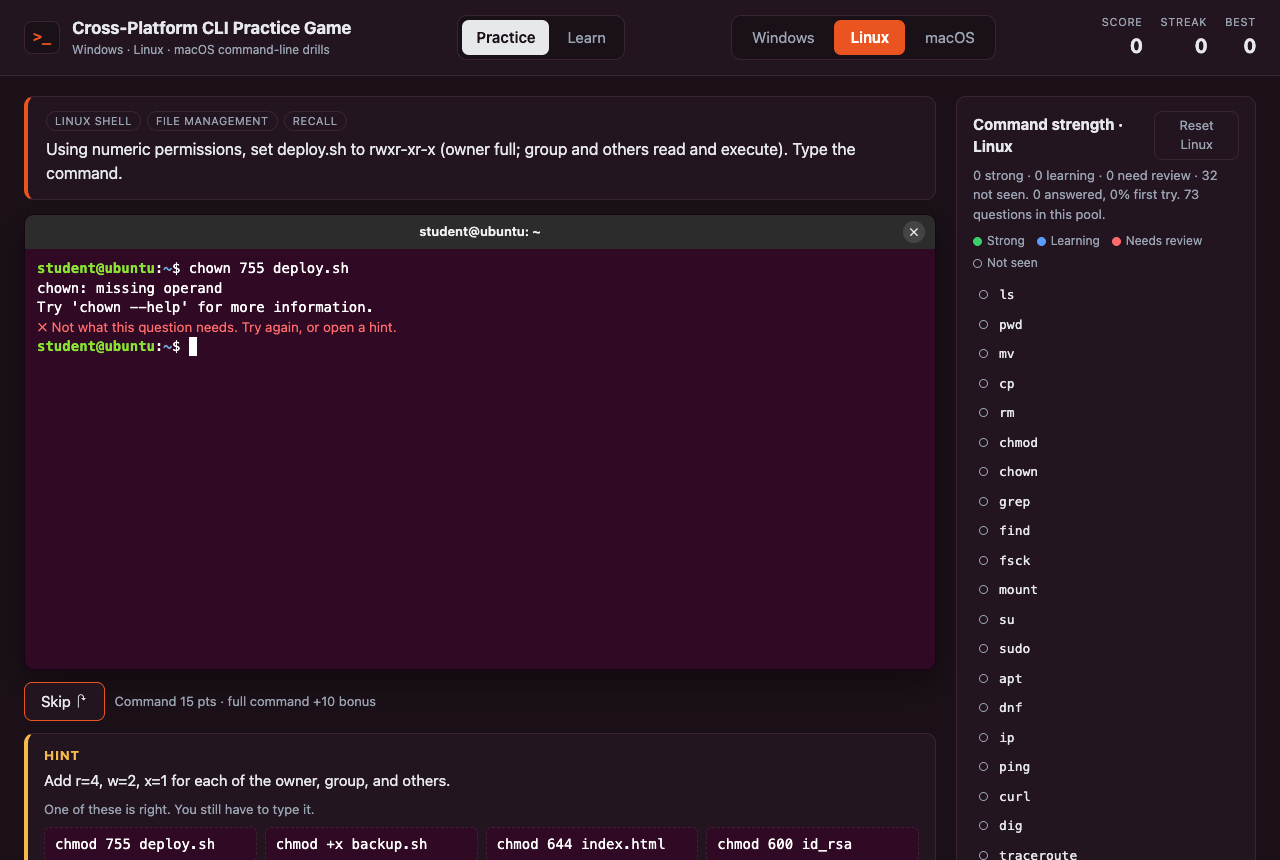 >_
Cross-Platform CLI Practice Game
Windows · Linux · macOS command-line drills
Practice
Learn
Windows
Linux
macOS
SCORE
0
STREAK
0
BEST
0
LINUX SHELL
FILE MANAGEMENT
RECALL
Using numeric permissions, set deploy.sh to rwxr-xr-x (owner full; group and others read and execute). Type the
command.
student@ubuntu: ~
×
student@ubuntu:~$ chown 755 deploy.sh
chown: missing operand
Try 'chown --help' for more information.
✕ Not what this question needs. Try again, or open a hint.
student@ubuntu:~$
Skip ↱
Command 15 pts · full command +10 bonus
HINT
Add r=4, w=2, x=1 for each of the owner, group, and others.
One of these is right. You still have to type it.
chmod 755 deploy.sh
chmod +x backup.sh
chmod 644 index.html
chmod 600 id_rsa
Command strength ·
Linux
Reset
Linux
0 strong · 0 learning · 0 need review · 32
not seen. 0 answered, 0% first try. 73
questions in this pool.
Strong
Learning
Needs review
Not seen
ls
pwd
mv
cp
rm
chmod
chown
grep
find
fsck
mount
su
sudo
apt
dnf
ip
ping
curl
dig
traceroute